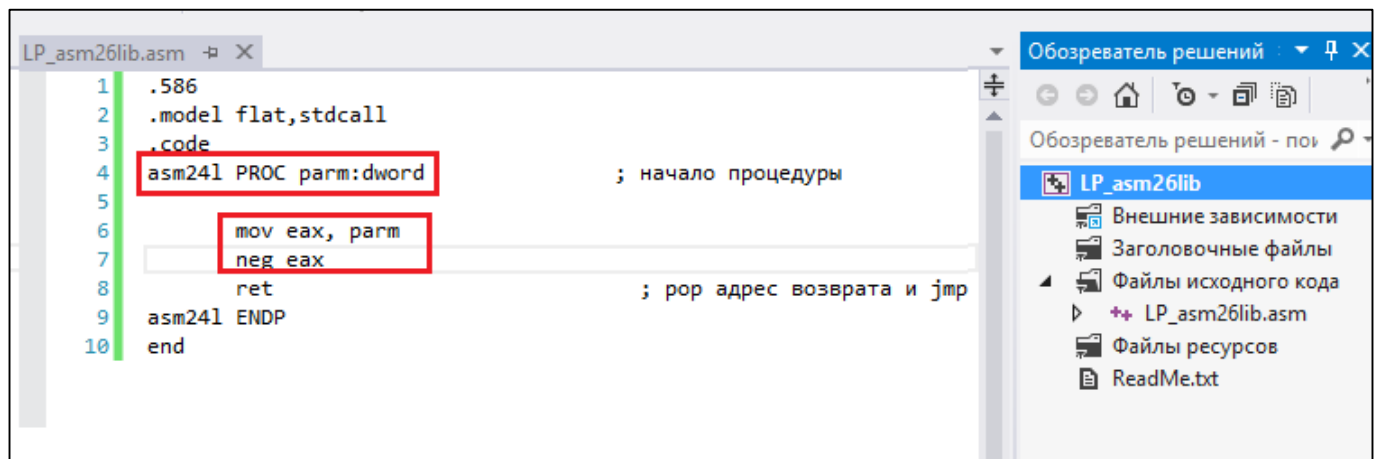 LP_asm26lib.asm
1 .586
2 .model flat,stdcall
3 .code
4 asm24l PROC parm:dword ; начало процедуры
5
6 mov eax, parm
7 neg eax
8 ret ; pop адрес возврата и jmp
9 asm24l ENDP
10 end
Обозреватель решений
Обозреватель решений - пои
LP_asm26lib
Внешние зависимости
Заголовочные файлы
Файлы исходного кода
++ LP_asm26lib.asm
Файлы ресурсов
ReadMe.txt